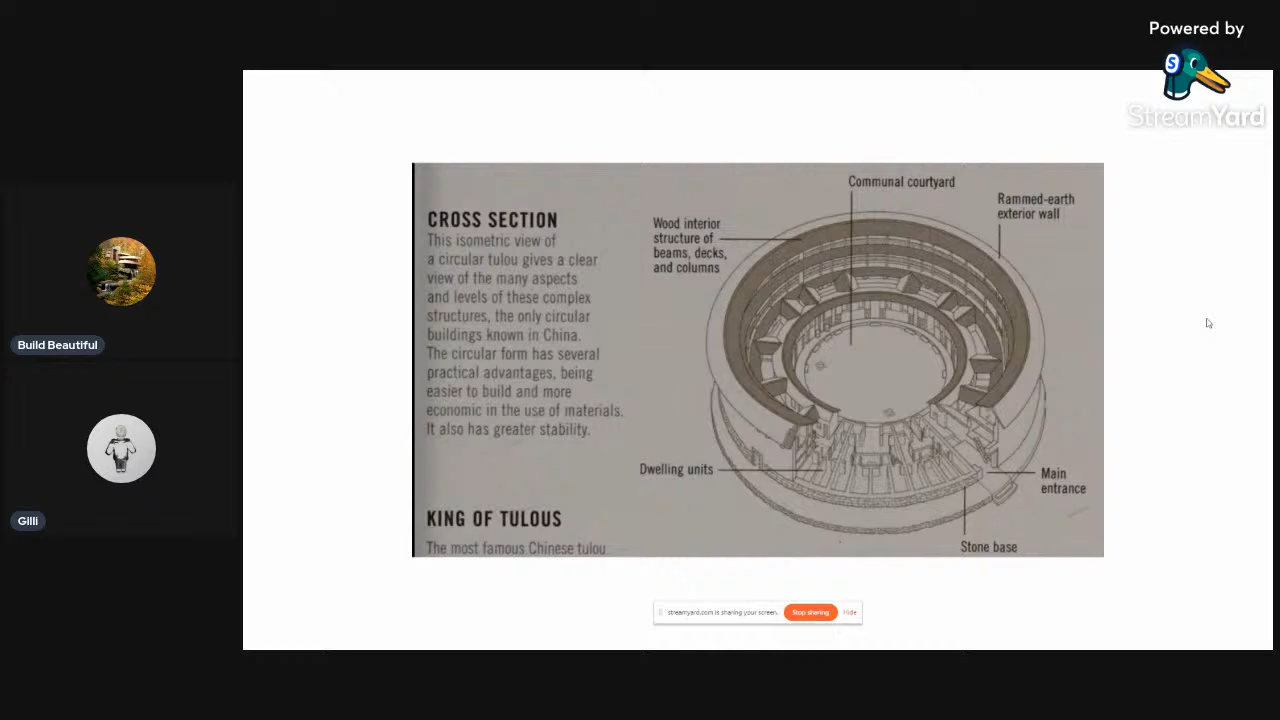 Powered by
StreamYard
CROSS SECTION
This isometric view of
a circular tulou gives a clear
view of the many aspects
and levels of these complex
structures, the only circular
buildings known in China.
The circular form has several
practical advantages, being
easier to build and more
economic in the use of materials.
It also has greater stability.
KING OF TULOUS
The most famous Chinese tulou
Communal courtyard
Rammed-earth
exterior wall
Wood interior
structure of
beams, decks,
and columns
Dwelling units
Main
entrance
Stone base
Build Beautiful
Gilli
streamyard.com is sharing your screen.
Stop sharing
Hide